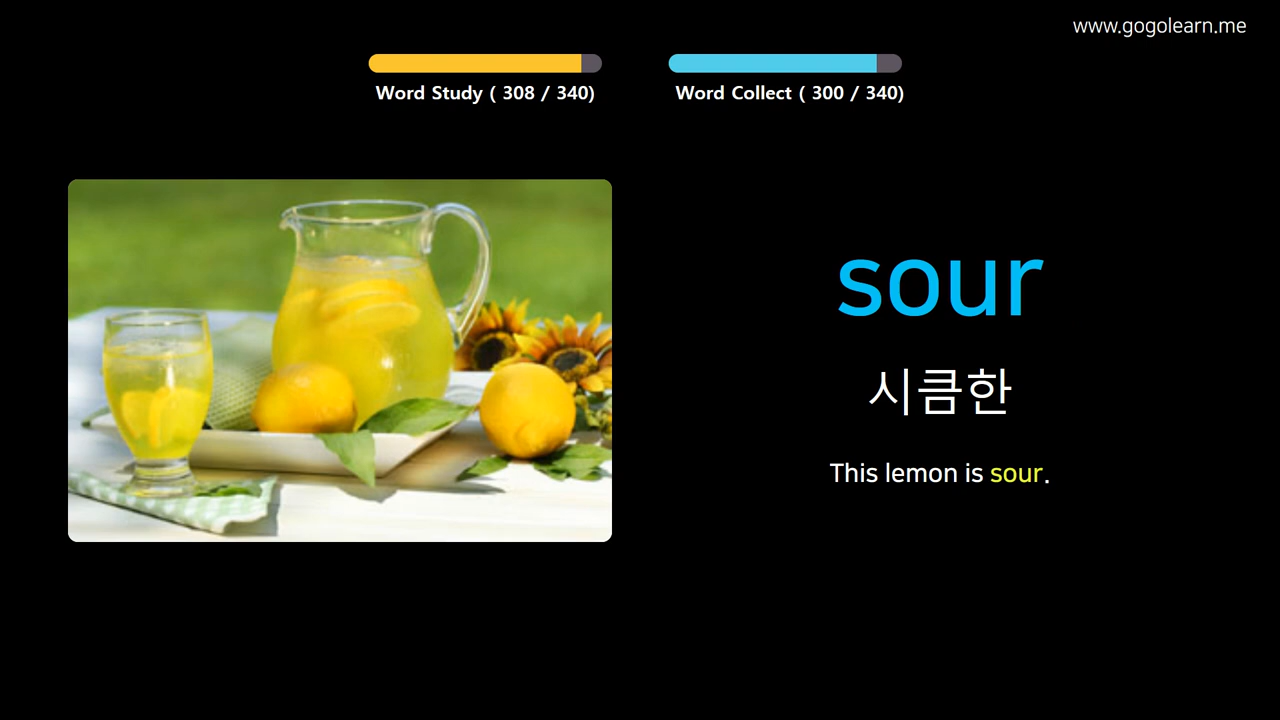 www.gogolearn.me
Word Study ( 308 / 340)
Word Collect ( 300 / 340)
sour
시큼한
This lemon is sour.